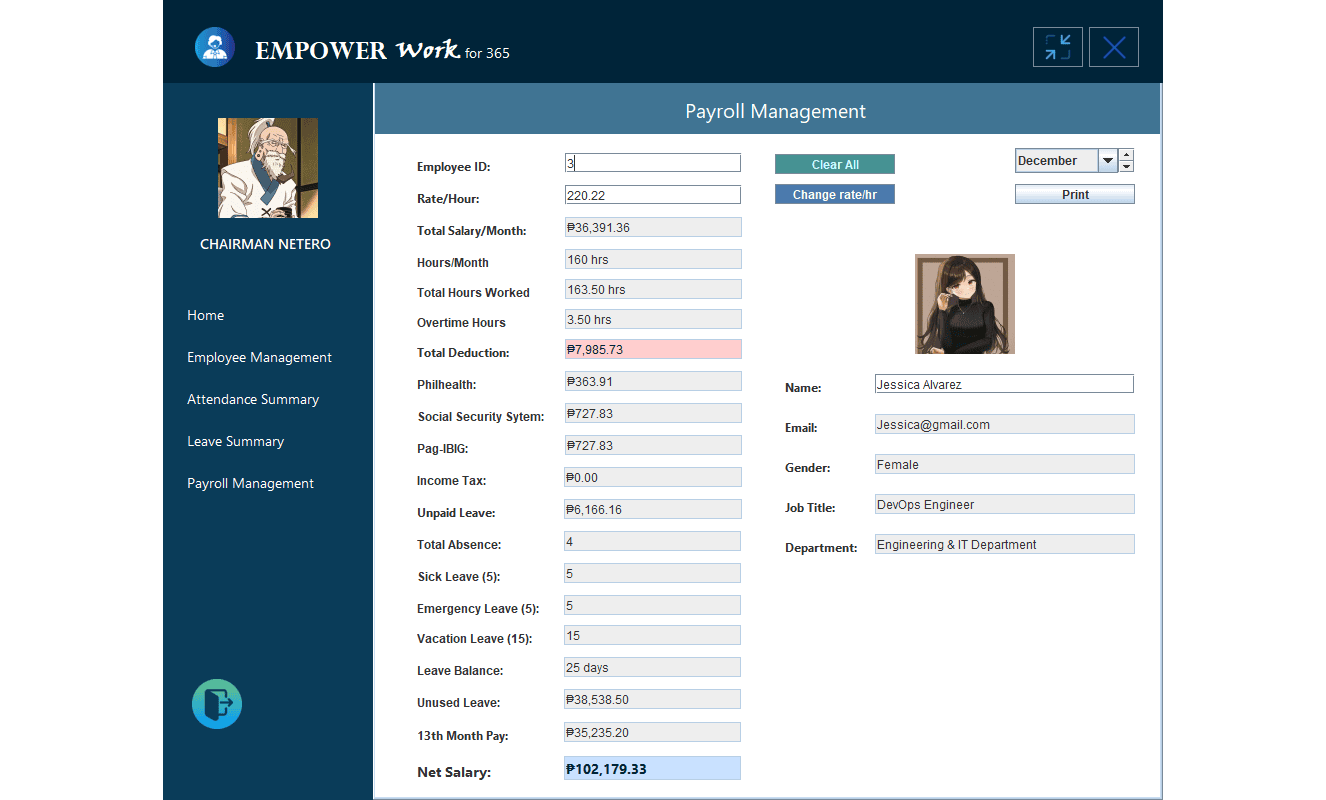 EMPOWER Work for 365
Payroll Management
CHAIRMAN NETERO
Home
Employee Management
Attendance Summary
Leave Summary
Payroll Management
Employee ID: 3
Rate/Hour: 220.22
Total Salary/Month: ₱36,391.36
Hours/Month 160 hrs
Total Hours Worked 163.50 hrs
Overtime Hours 3.50 hrs
Total Deduction: ₱7,985.73
Philhealth: ₱363.91
Social Security Sytem: ₱727.83
Pag-IBIG: ₱727.83
Income Tax: ₱0.00
Unpaid Leave: ₱6,166.16
Total Absence: 4
Sick Leave (5): 5
Emergency Leave (5): 5
Vacation Leave (15): 15
Leave Balance: 25 days
Unused Leave: ₱38,538.50
13th Month Pay: ₱35,235.20
Net Salary: ₱102,179.33
Clear All
Change rate/hr
December
Print
Name: Jessica Alvarez
Email: Jessica@gmail.com
Gender: Female
Job Title: DevOps Engineer
Department: Engineering & IT Department